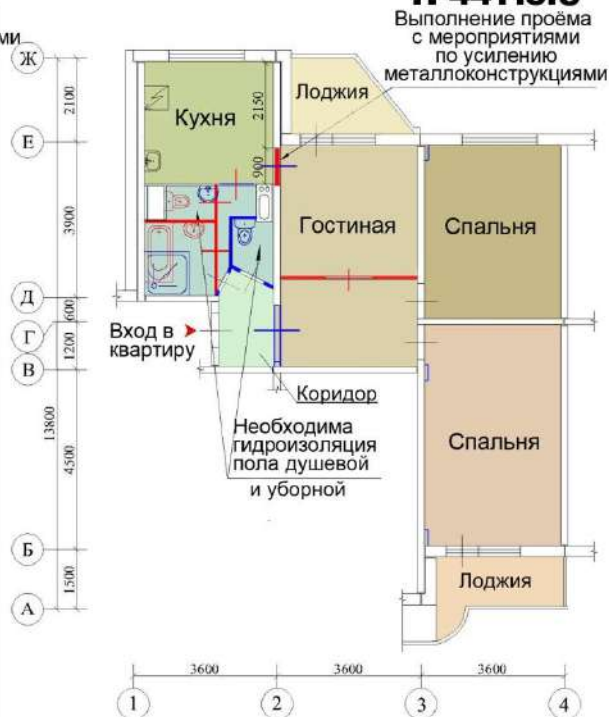 Выполнение проёма
с мероприятиями
по усилению
металлоконструкциями
Ж
Лоджия
2100
Кухня
2150
Е
900
3900
Гостиная
Спальня
Д
600
Г
Вход в
квартиру
1200
В
Коридор
13800
Необходима
гидроизоляция
пола душевой
и уборной
4500
Спальня
Б
1500
Лоджия
А
3600
3600
3600
1
2
3
4